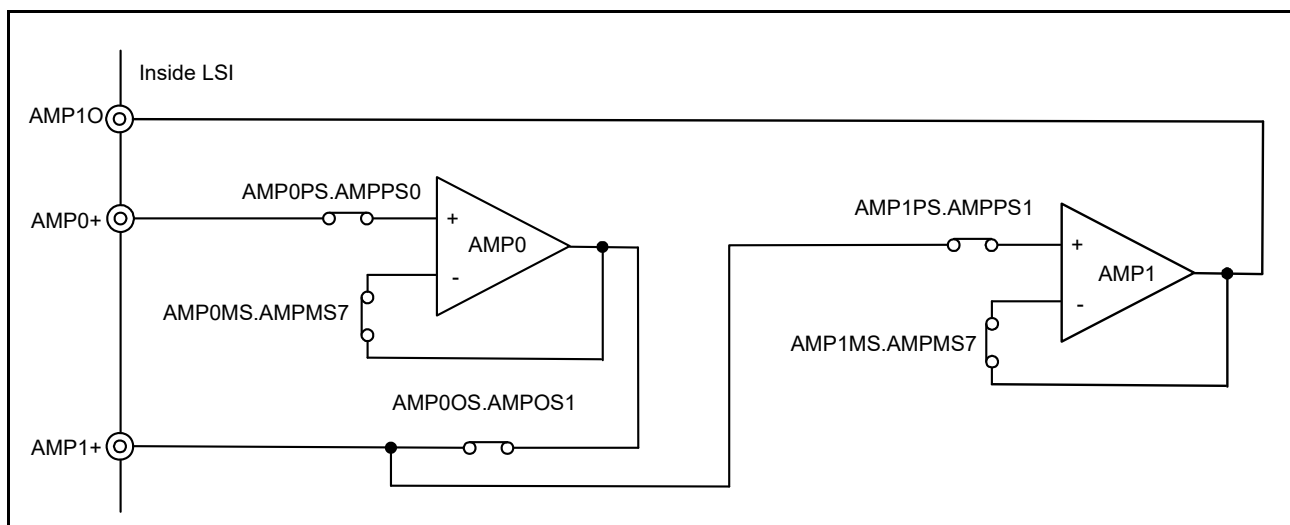 Inside LSI
AMP1O
AMP0PS.AMPPS0
AMP0+
+
AMP0
-
AMP0MS.AMPMS7
AMP1PS.AMPPS1
+
AMP1
-
AMP1MS.AMPMS7
AMP0OS.AMPOS1
AMP1+